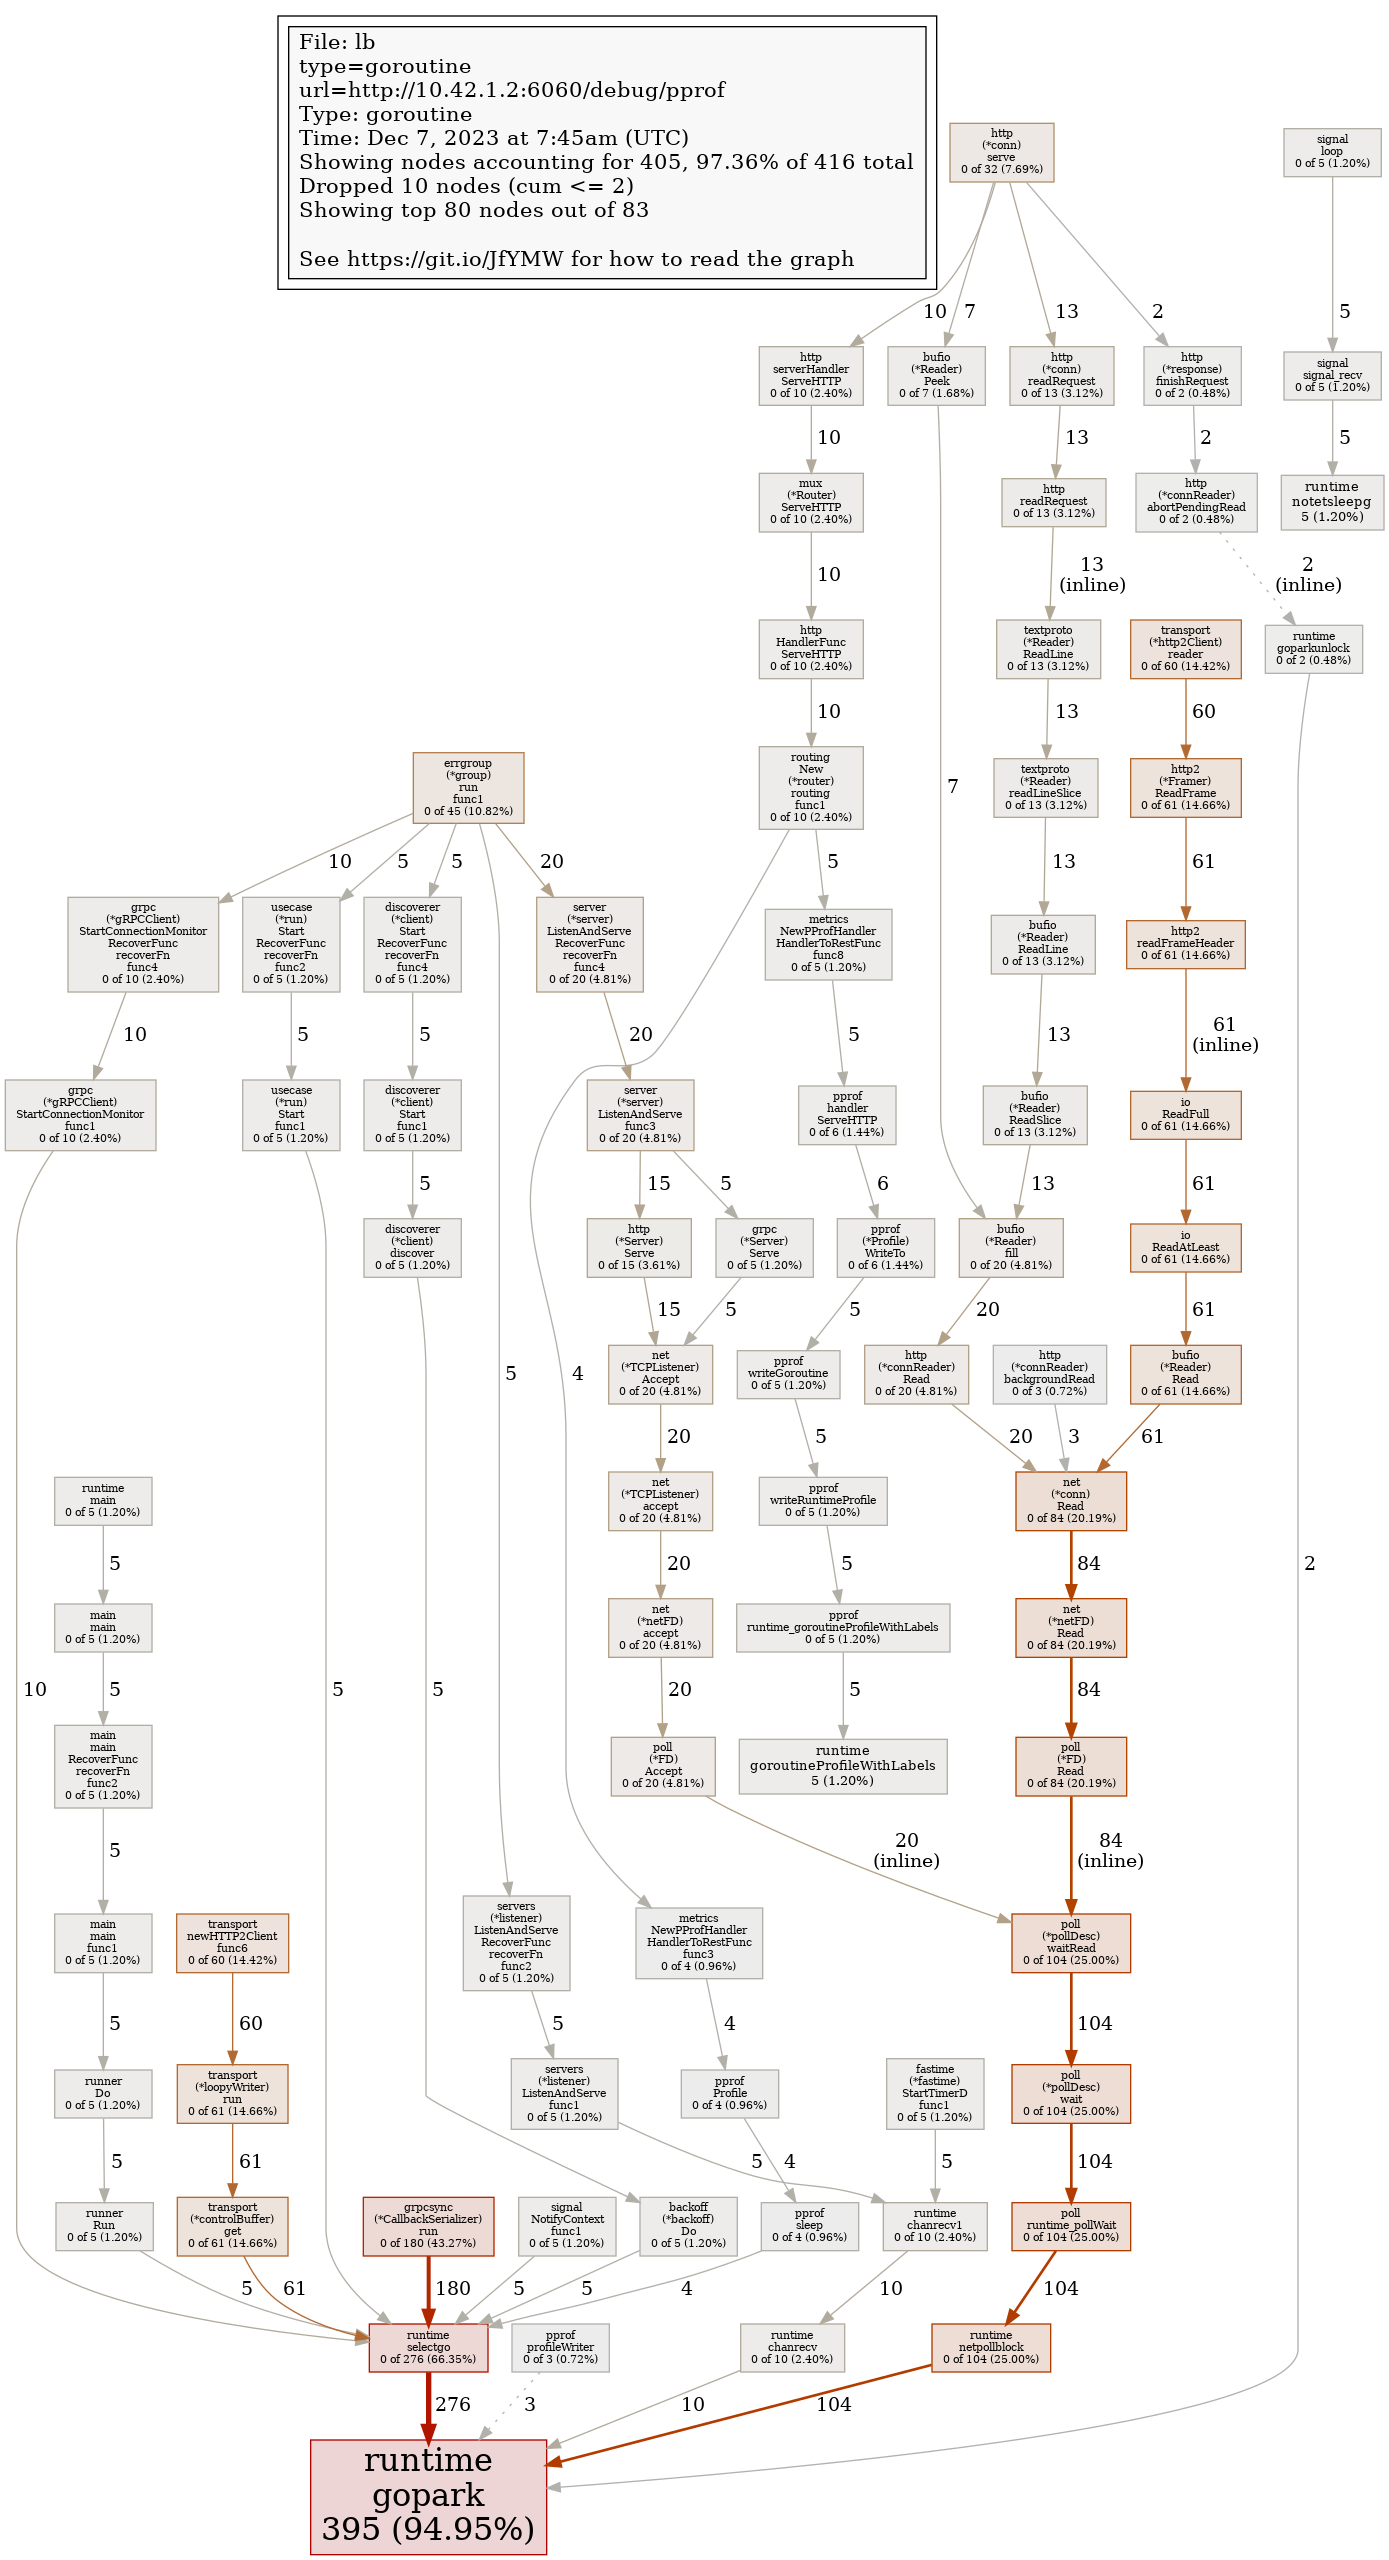 File: lb
type=goroutine
url=http://10.42.1.2:6060/debug/pprof
Type: goroutine
Time: Dec 7, 2023 at 7:45am (UTC)
Showing nodes accounting for 405, 97.36% of 416 total
Dropped 10 nodes (cum <= 2)
Showing top 80 nodes out of 83
See https://git.io/JfYMW for how to read the graph
http
(*conn)
serve
0 of 32 (7.69%)
signal
loop
0 of 5 (1.20%)
10
7
13
2
5
http
serverHandler
ServeHTTP
0 of 10 (2.40%)
bufio
(*Reader)
Peek
0 of 7 (1.68%)
http
(*conn)
readRequest
0 of 13 (3.12%)
http
(*response)
finishRequest
0 of 2 (0.48%)
signal
signal_recv
0 of 5 (1.20%)
10
13
2
5
mux
(*Router)
ServeHTTP
0 of 10 (2.40%)
http
readRequest
0 of 13 (3.12%)
http
(*connReader)
abortPendingRead
0 of 2 (0.48%)
runtime
notetsleepg
5 (1.20%)
10
13
(inline)
2
(inline)
http
HandlerFunc
ServeHTTP
0 of 10 (2.40%)
textproto
(*Reader)
ReadLine
0 of 13 (3.12%)
transport
(*http2Client)
reader
0 of 60 (14.42%)
runtime
goparkunlock
0 of 2 (0.48%)
10
13
60
errgroup
(*group)
run
func1
0 of 45 (10.82%)
routing
New
(*router)
routing
func1
0 of 10 (2.40%)
7
textproto
(*Reader)
readLineSlice
0 of 13 (3.12%)
http2
(*Framer)
ReadFrame
0 of 61 (14.66%)
10
5
5
20
5
13
61
grpc
(*gRPCClient)
StartConnectionMonitor
RecoverFunc
recoverFn
func4
0 of 10 (2.40%)
usecase
(*run)
Start
RecoverFunc
recoverFn
func2
0 of 5 (1.20%)
discoverer
(*client)
Start
RecoverFunc
recoverFn
func4
0 of 5 (1.20%)
server
(*server)
ListenAndServe
RecoverFunc
recoverFn
func4
0 of 20 (4.81%)
metrics
NewPProfHandler
HandlerToRestFunc
func8
0 of 5 (1.20%)
bufio
(*Reader)
ReadLine
0 of 13 (3.12%)
http2
readFrameHeader
0 of 61 (14.66%)
10
5
5
20
5
13
61
(inline)
grpc
(*gRPCClient)
StartConnectionMonitor
func1
0 of 10 (2.40%)
usecase
(*run)
Start
func1
0 of 5 (1.20%)
discoverer
(*client)
Start
func1
0 of 5 (1.20%)
server
(*server)
ListenAndServe
func3
0 of 20 (4.81%)
pprof
handler
ServeHTTP
0 of 6 (1.44%)
bufio
(*Reader)
ReadSlice
0 of 13 (3.12%)
io
ReadFull
0 of 61 (14.66%)
5
15
5
6
13
61
discoverer
(*client)
discover
0 of 5 (1.20%)
http
(*Server)
Serve
0 of 15 (3.61%)
grpc
(*Server)
Serve
0 of 5 (1.20%)
pprof
(*Profile)
WriteTo
0 of 6 (1.44%)
bufio
(*Reader)
fill
0 of 20 (4.81%)
io
ReadAtLeast
0 of 61 (14.66%)
15
5
5
20
61
5
4
net
(*TCPListener)
Accept
0 of 20 (4.81%)
pprof
writeGoroutine
0 of 5 (1.20%)
http
(*connReader)
Read
0 of 20 (4.81%)
http
(*connReader)
backgroundRead
0 of 3 (0.72%)
bufio
(*Reader)
Read
0 of 61 (14.66%)
20
5
20
3
61
runtime
main
0 of 5 (1.20%)
net
(*TCPListener)
accept
0 of 20 (4.81%)
pprof
writeRuntimeProfile
0 of 5 (1.20%)
net
(*conn)
Read
0 of 84 (20.19%)
5
20
5
84
2
main
main
0 of 5 (1.20%)
net
(*netFD)
accept
0 of 20 (4.81%)
pprof
runtime_goroutineProfileWithLabels
0 of 5 (1.20%)
net
(*netFD)
Read
0 of 84 (20.19%)
10
5
5
5
20
5
84
main
main
RecoverFunc
recoverFn
func2
0 of 5 (1.20%)
poll
(*FD)
Accept
0 of 20 (4.81%)
runtime
goroutineProfileWithLabels
5 (1.20%)
poll
(*FD)
Read
0 of 84 (20.19%)
5
20
(inline)
84
(inline)
main
main
func1
0 of 5 (1.20%)
transport
newHTTP2Client
func6
0 of 60 (14.42%)
servers
(*listener)
ListenAndServe
RecoverFunc
recoverFn
func2
0 of 5 (1.20%)
metrics
NewPProfHandler
HandlerToRestFunc
func3
0 of 4 (0.96%)
poll
(*pollDesc)
waitRead
0 of 104 (25.00%)
5
60
5
4
104
runner
Do
0 of 5 (1.20%)
transport
(*loopyWriter)
run
0 of 61 (14.66%)
servers
(*listener)
ListenAndServe
func1
0 of 5 (1.20%)
pprof
Profile
0 of 4 (0.96%)
fastime
(*fastime)
StartTimerD
func1
0 of 5 (1.20%)
poll
(*pollDesc)
wait
0 of 104 (25.00%)
5
61
5
4
5
104
runner
Run
0 of 5 (1.20%)
transport
(*controlBuffer)
get
0 of 61 (14.66%)
grpcsync
(*CallbackSerializer)
run
0 of 180 (43.27%)
signal
NotifyContext
func1
0 of 5 (1.20%)
backoff
(*backoff)
Do
0 of 5 (1.20%)
pprof
sleep
0 of 4 (0.96%)
runtime
chanrecv1
0 of 10 (2.40%)
poll
runtime_pollWait
0 of 104 (25.00%)
5
61
180
5
5
4
10
104
runtime
selectgo
0 of 276 (66.35%)
pprof
profileWriter
0 of 3 (0.72%)
runtime
chanrecv
0 of 10 (2.40%)
runtime
netpollblock
0 of 104 (25.00%)
276
3
10
104
runtime
gopark
395 (94.95%)